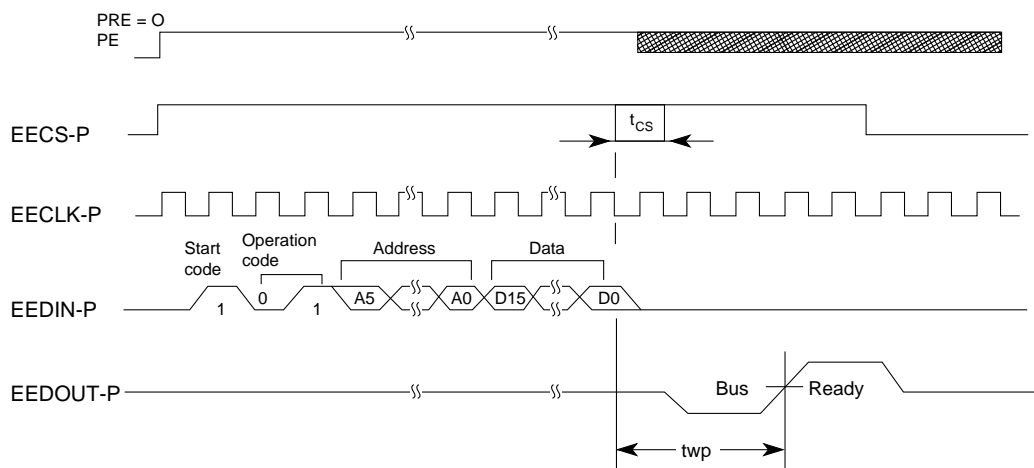 PRE = O
PE
EECS-P
tCS
EECLK-P
Start code
Operation code
Address
Data
EEDIN-P
1
0
1
A5
A0
D15
D0
EEDOUT-P
Bus
Ready
twp